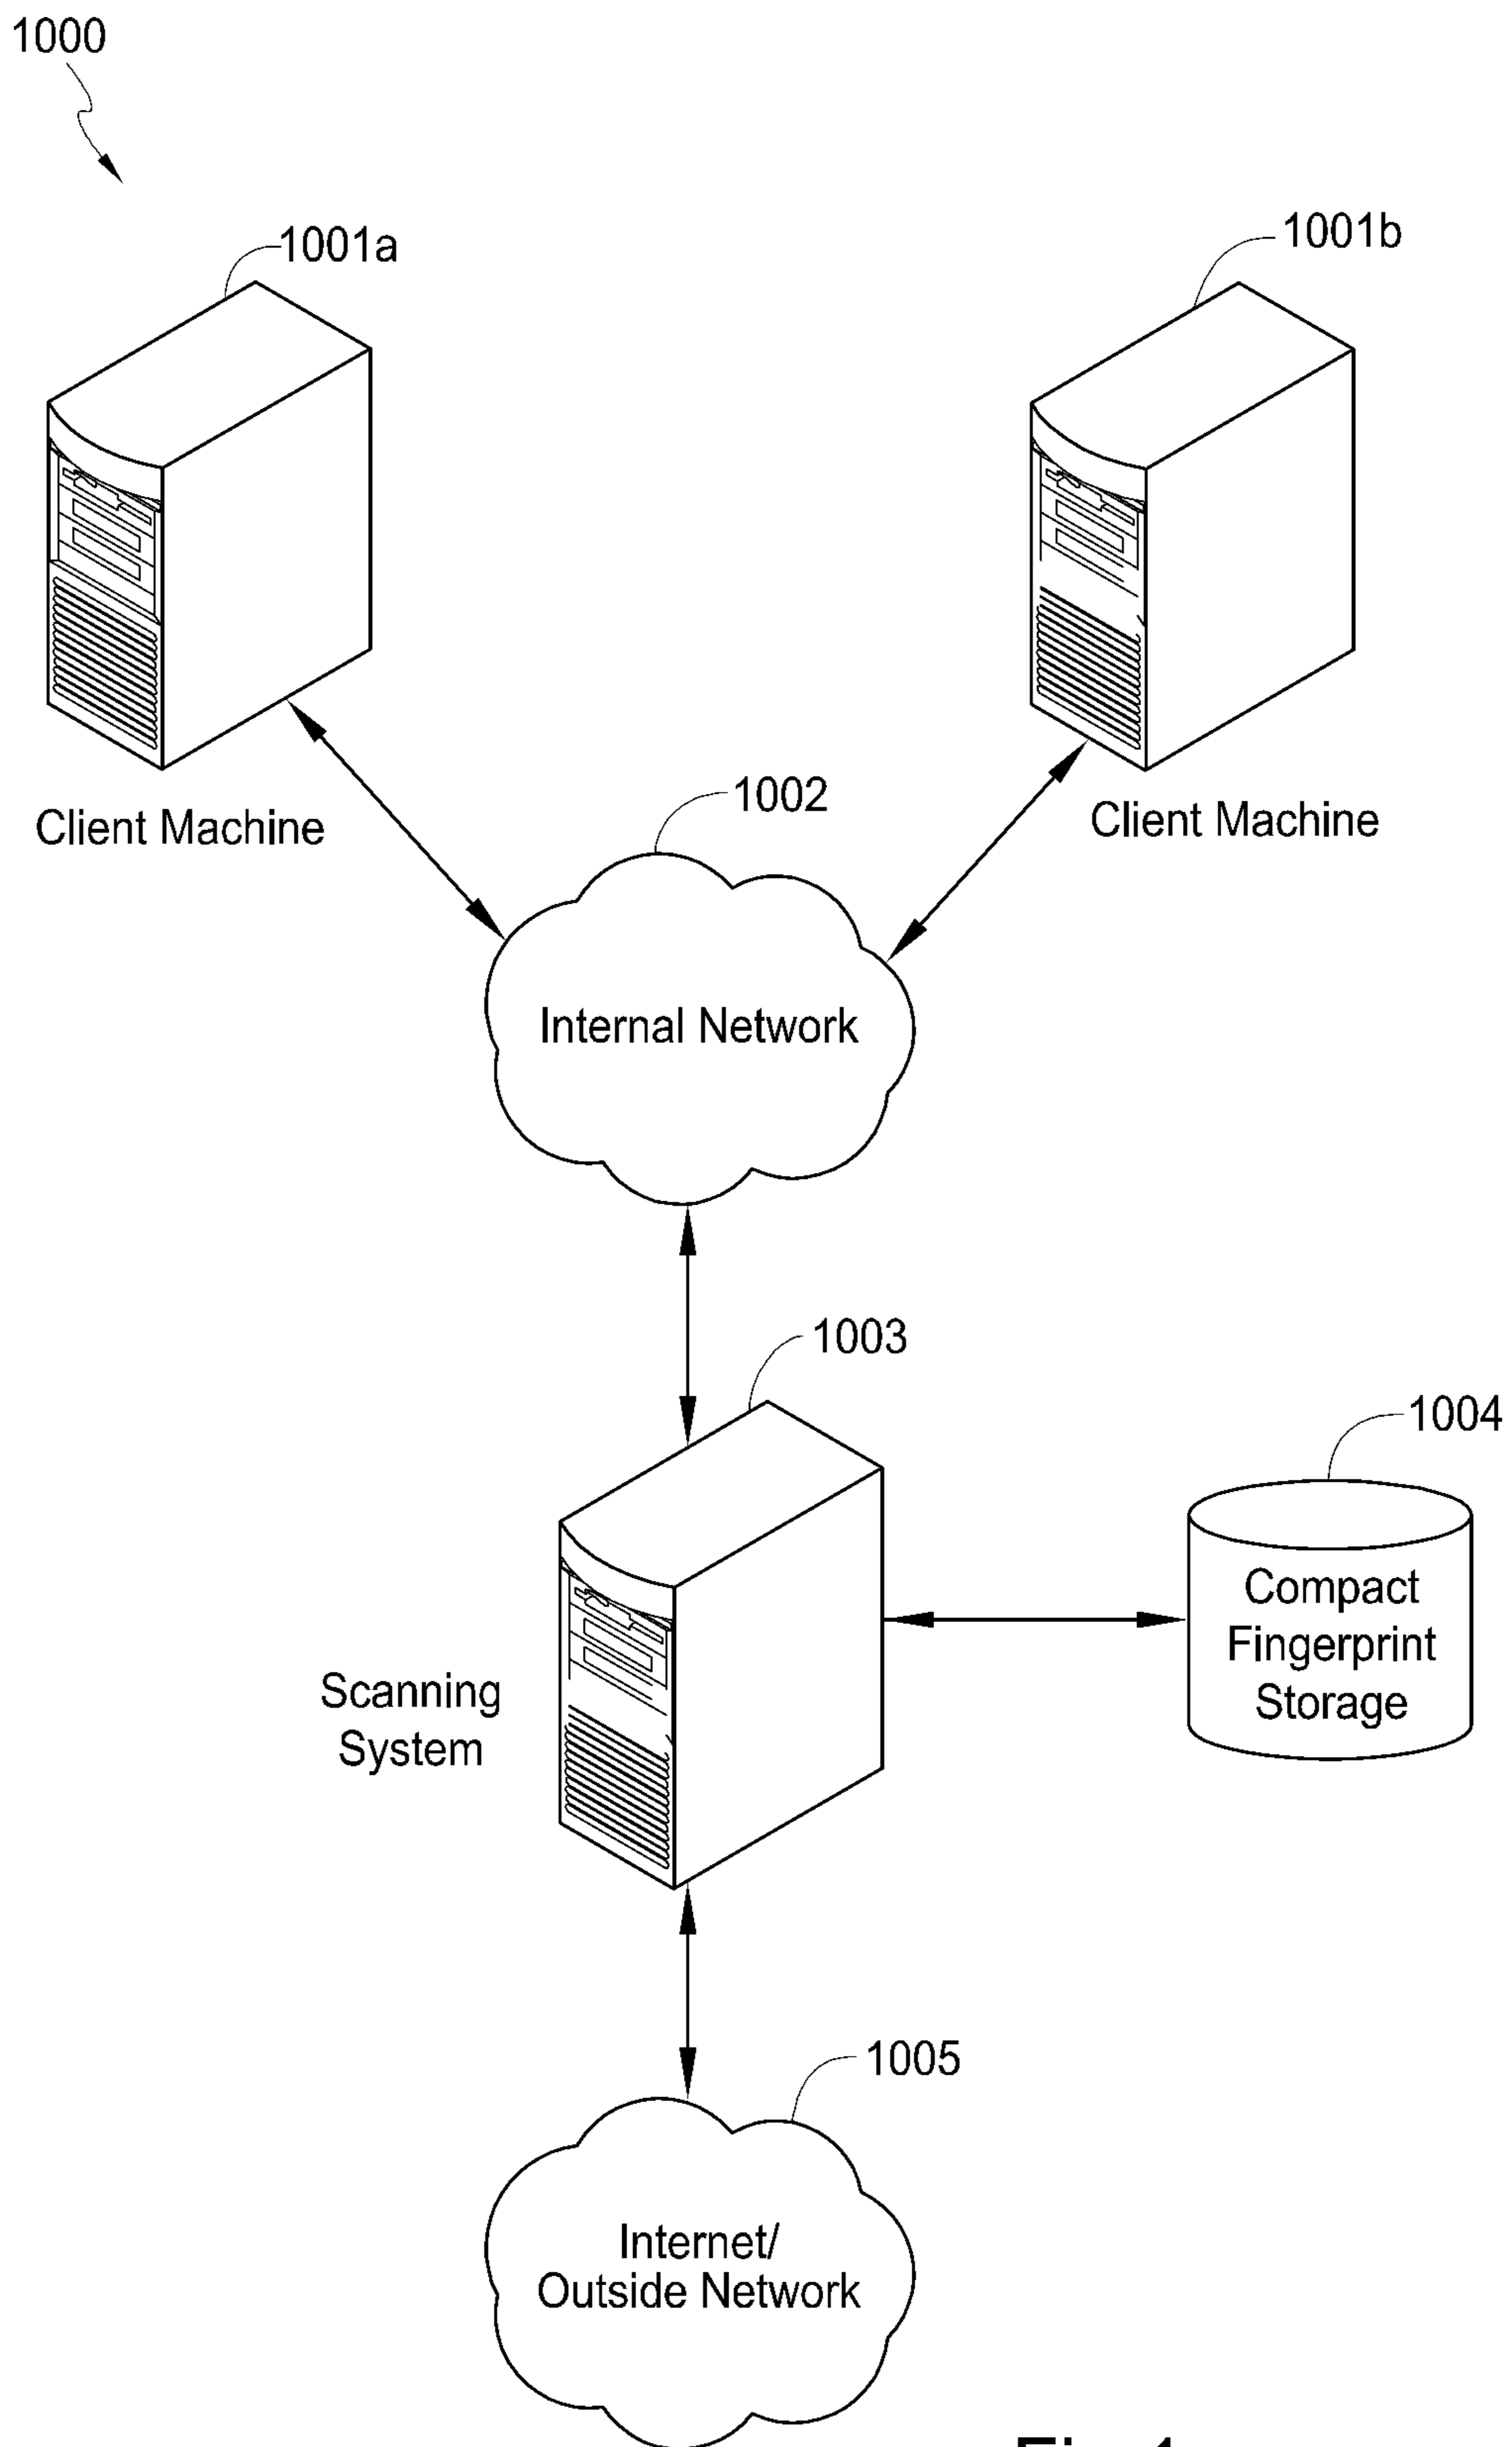 1000
1001a
1001b
Client Machine
Client Machine
1002
Internal Network
1003
1004
Compact
Fingerprint
Storage
Scanning
System
1005
Internet/
Outside Network